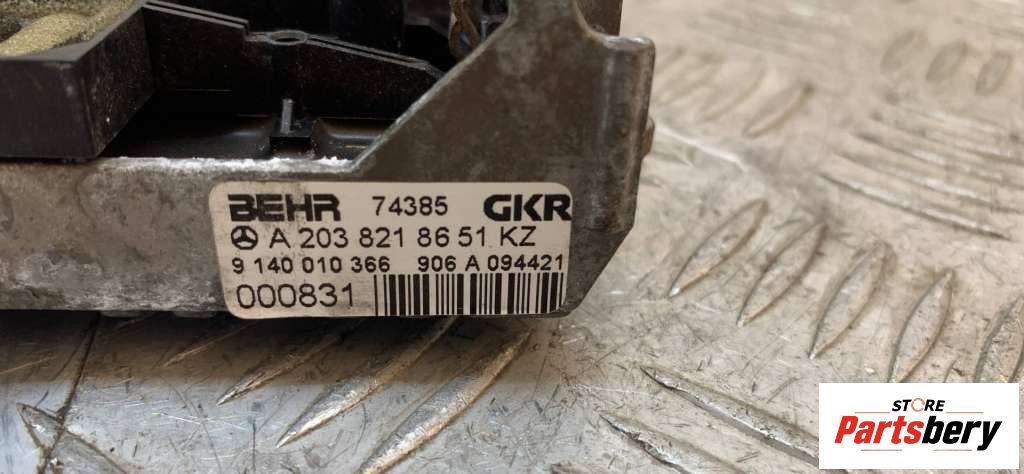 BEHR 74385 GKR
A 203 821 86 51 KZ
9 140 010 366 906 A 094421
000831
STORE
Partsbery